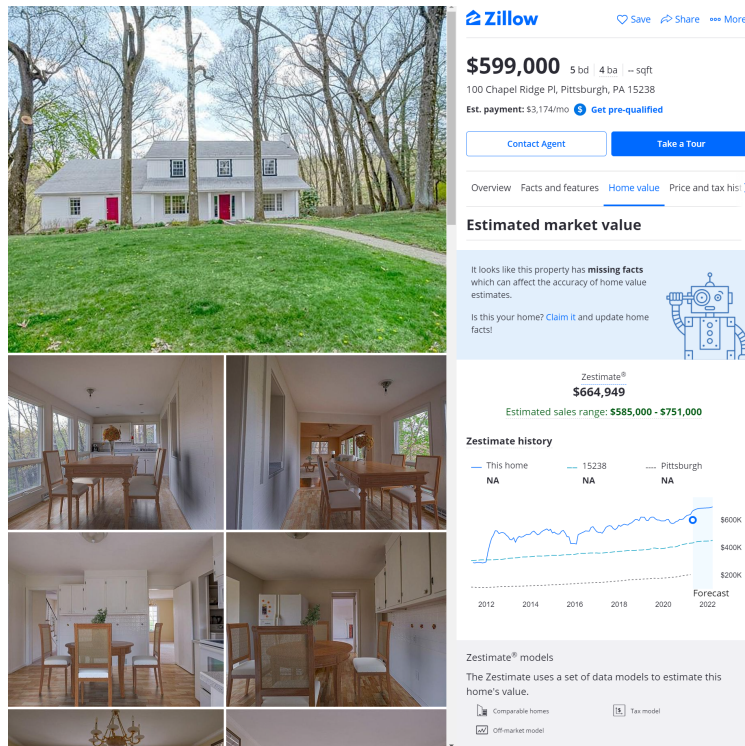 Zillow
Save Share More
$599,000 5 bd 4 ba -- sqft
100 Chapel Ridge Pl, Pittsburgh, PA 15238
Est. payment: $3,174/mo $ Get pre-qualified
Contact Agent Take a Tour
Overview Facts and features Home value Price and tax hist
Estimated market value
It looks like this property has missing facts
which can affect the accuracy of home value
estimates.
Is this your home? Claim it and update home
facts!
Zestimate®
$664,949
Estimated sales range: $585,000 - $751,000
Zestimate history
This home 15238 Pittsburgh
NA NA NA
$600K
$400K
$200K
Forecast
2012 2014 2016 2018 2020 2022
Zestimate® models
The Zestimate uses a set of data models to estimate this
home's value.
Comparable homes $ Tax model
Off-market model